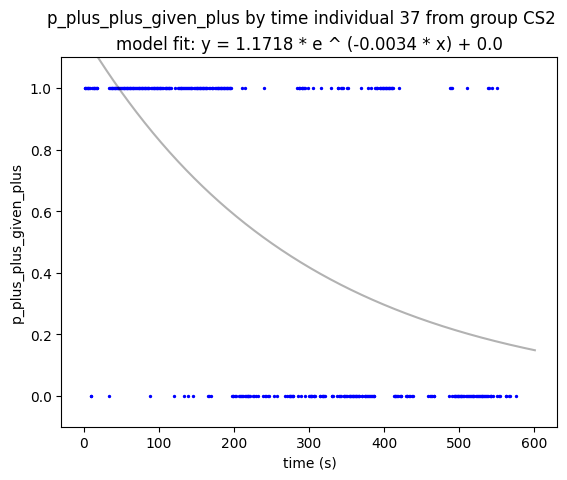 p_plus_plus_given_plus by time individual 37 from group CS2
model fit: y = 1.1718 * e ^ (-0.0034 * x) + 0.0
1.0
0.8
0.6
0.4
0.2
0.0
p_plus_plus_given_plus
0 100 200 300 400 500 600
time (s)